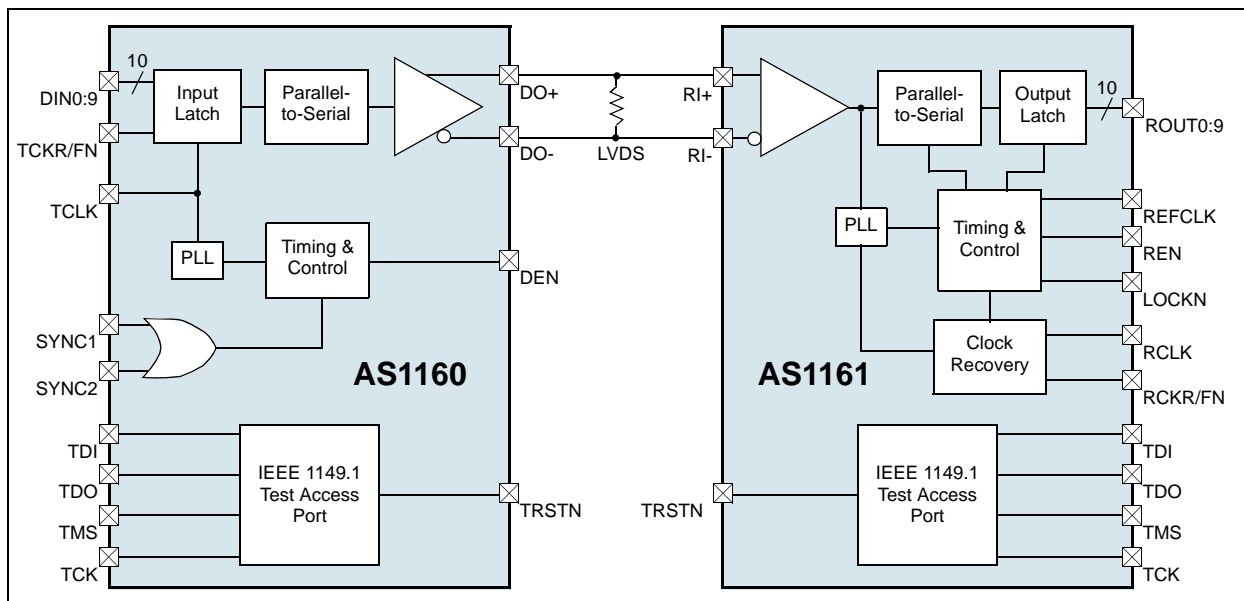 10
DIN0:9
TCKR/FN
TCLK
SYNC1
SYNC2
TDI
TDO
TMS
TCK
Input
Latch
Parallel-
to-Serial
PLL
Timing &
Control
AS1160
IEEE 1149.1
Test Access
Port
DO+
DO-
DEN
TRSTN
LVDS
RI+
RI-
TRSTN
Parallel-
to-Serial
Output
Latch
10
PLL
Timing &
Control
Clock
Recovery
AS1161
IEEE 1149.1
Test Access
Port
ROUT0:9
REFCLK
REN
LOCKN
RCLK
RCKR/FN
TDI
TDO
TMS
TCK